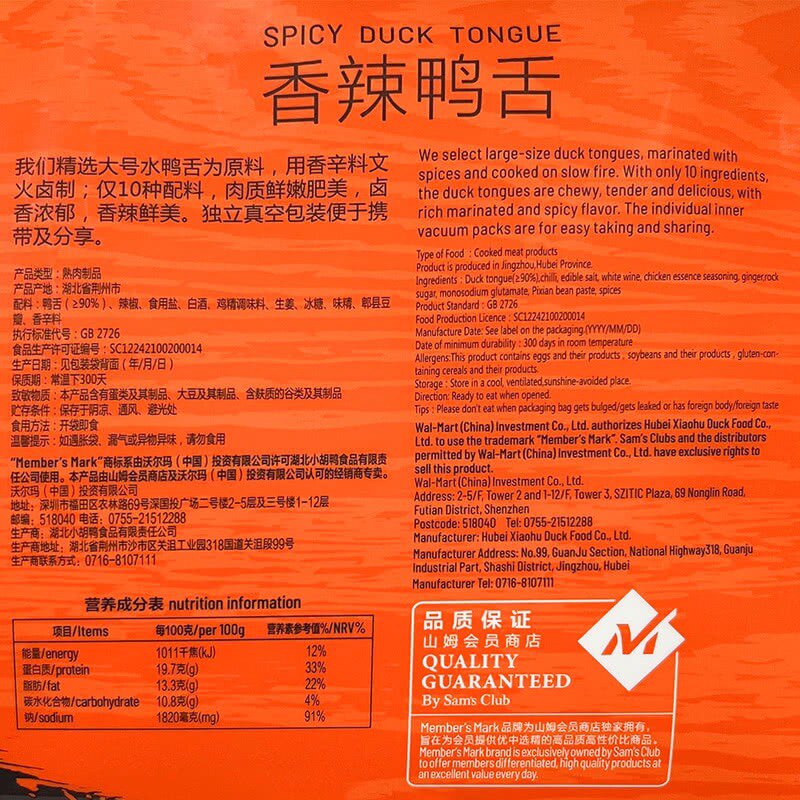 SPICY DUCK TONGUE
香辣鸭舌
我们精选大号水鸭舌为原料，用香辛料文
火卤制；仅10种配料，肉质鲜嫩肥美，卤
香浓郁，香辣鲜美。独立真空包装便于携
带及分享。
产品类型：熟肉制品
产品产地：湖北省荆州市
配料：鸭舌（≥90%）、辣椒、食用盐、白酒、鸡精调味料、生姜、冰糖、味精、郫县豆
瓣、香辛料
执行标准代号：GB 2726
食品生产许可证编号：SC12242100200014
生产日期：见包装袋背面（年/月/日）
保质期：常温下300天
致敏物质：本产品含有蛋类及其制品、大豆及其制品、含麸质的谷类及其制品
贮存条件：保存于阴凉、通风、避光处
食用方法：开袋即食
温馨提示：如遇胀袋、漏气或异物异味，请勿食用
“Member's Mark”商标系由沃尔玛（中国）投资有限公司许可湖北小胡鸭食品有限责
任公司使用。本产品由山姆会员商店及沃尔玛（中国）投资有限公司认可的经销商专卖。
沃尔玛（中国）投资有限公司
地址：深圳市福田区农林路69号深国投广场二号楼2-5层及三号楼1-12层
邮编：518040 电话：0755-21512288
生产商：湖北小胡鸭食品有限责任公司
生产商地址：湖北省荆州市沙市区关沮工业园318国道关沮段99号
生产商联系方式：0716-8107111
营养成分表 nutrition information
项目/Items 每100克/per 100g 营养素参考值%/NRV%
能量/energy 1011千焦(kJ) 12%
蛋白质/protein 19.7克(g) 33%
脂肪/fat 13.3克(g) 22%
碳水化合物/carbohydrate 10.8克(g) 4%
钠/sodium 1820毫克(mg) 91%
We select large-size duck tongues, marinated with
spices and cooked on slow fire. With only 10 ingredients,
the duck tongues are chewy, tender and delicious, with
rich marinated and spicy flavor. The individual inner
vacuum packs are for easy taking and sharing.
Type of Food : Cooked meat products
Product is produced in Jingzhou,Hubei Province.
Ingredients : Duck tongue(≥90%),chilli, edible salt, white wine, chicken essence seasoning, ginger,rock
sugar, monosodium glutamate, Pixian bean paste, spices
Product Standard : GB 2726
Food Production Licence : SC12242100200014
Manufacture Date: See label on the packaging.(YYYY/MM/DD)
Date of minimum durability : 300 days in room temperature
Allergens:This product contains eggs and their products , soybeans and their products , gluten-con-
taining cereals and their products.
Storage : Store in a cool, ventilated,sunshine-avoided place.
Direction: Ready to eat when opened.
Tips : Please don't eat when packaging bag gets bulged/gets leaked or has foreign body/foreign taste
Wal-Mart (China) Investment Co., Ltd. authorizes Hubei Xiaohu Duck Food Co.,
Ltd. to use the trademark "Member's Mark". Sam's Clubs and the distributors
permitted by Wal-Mart (China) Investment Co., Ltd. have exclusive rights to
sell this product.
Wal-Mart (China) Investment Co., Ltd.
Address: 2-5/F, Tower 2 and 1-12/F, Tower 3, SZITIC Plaza, 69 Nonglin Road,
Futian District, Shenzhen
Postcode: 518040 Tel: 0755-21512288
Manufacturer: Hubei Xiaohu Duck Food Co., Ltd.
Manufacturer Address: No.99, GuanJu Section, National Highway318, Guanju
Industrial Part, Shashi District, Jingzhou, Hubei
Manufacturer Tel: 0716-8107111
品质保证
山姆会员商店
QUALITY
GUARANTEED
By Sam's Club
Member's Mark 品牌为山姆会员商店独家拥有，
旨在为会员提供优中选精的高品质高性价比商品。
Member's Mark brand is exclusively owned by Sam's Club
to offer members differentiated, high quality products at
an excellent value every day.